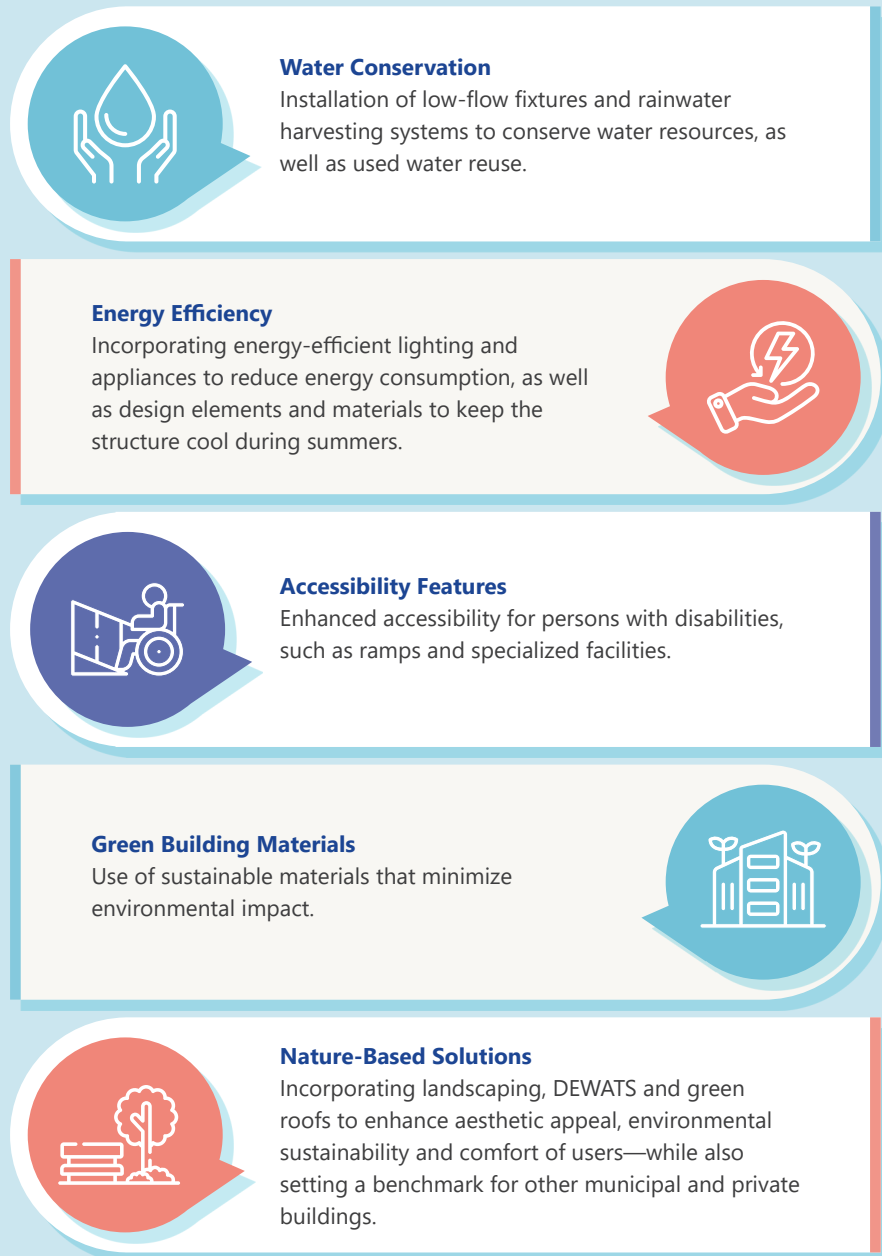 Water Conservation
Installation of low-flow fixtures and rainwater
harvesting systems to conserve water resources, as
well as used water reuse.
Energy Efficiency
Incorporating energy-efficient lighting and
appliances to reduce energy consumption, as well
as design elements and materials to keep the
structure cool during summers.
Accessibility Features
Enhanced accessibility for persons with disabilities,
such as ramps and specialized facilities.
Green Building Materials
Use of sustainable materials that minimize
environmental impact.
Nature-Based Solutions
Incorporating landscaping, DEWATS and green
roofs to enhance aesthetic appeal, environmental
sustainability and comfort of users—while also
setting a benchmark for other municipal and private
buildings.